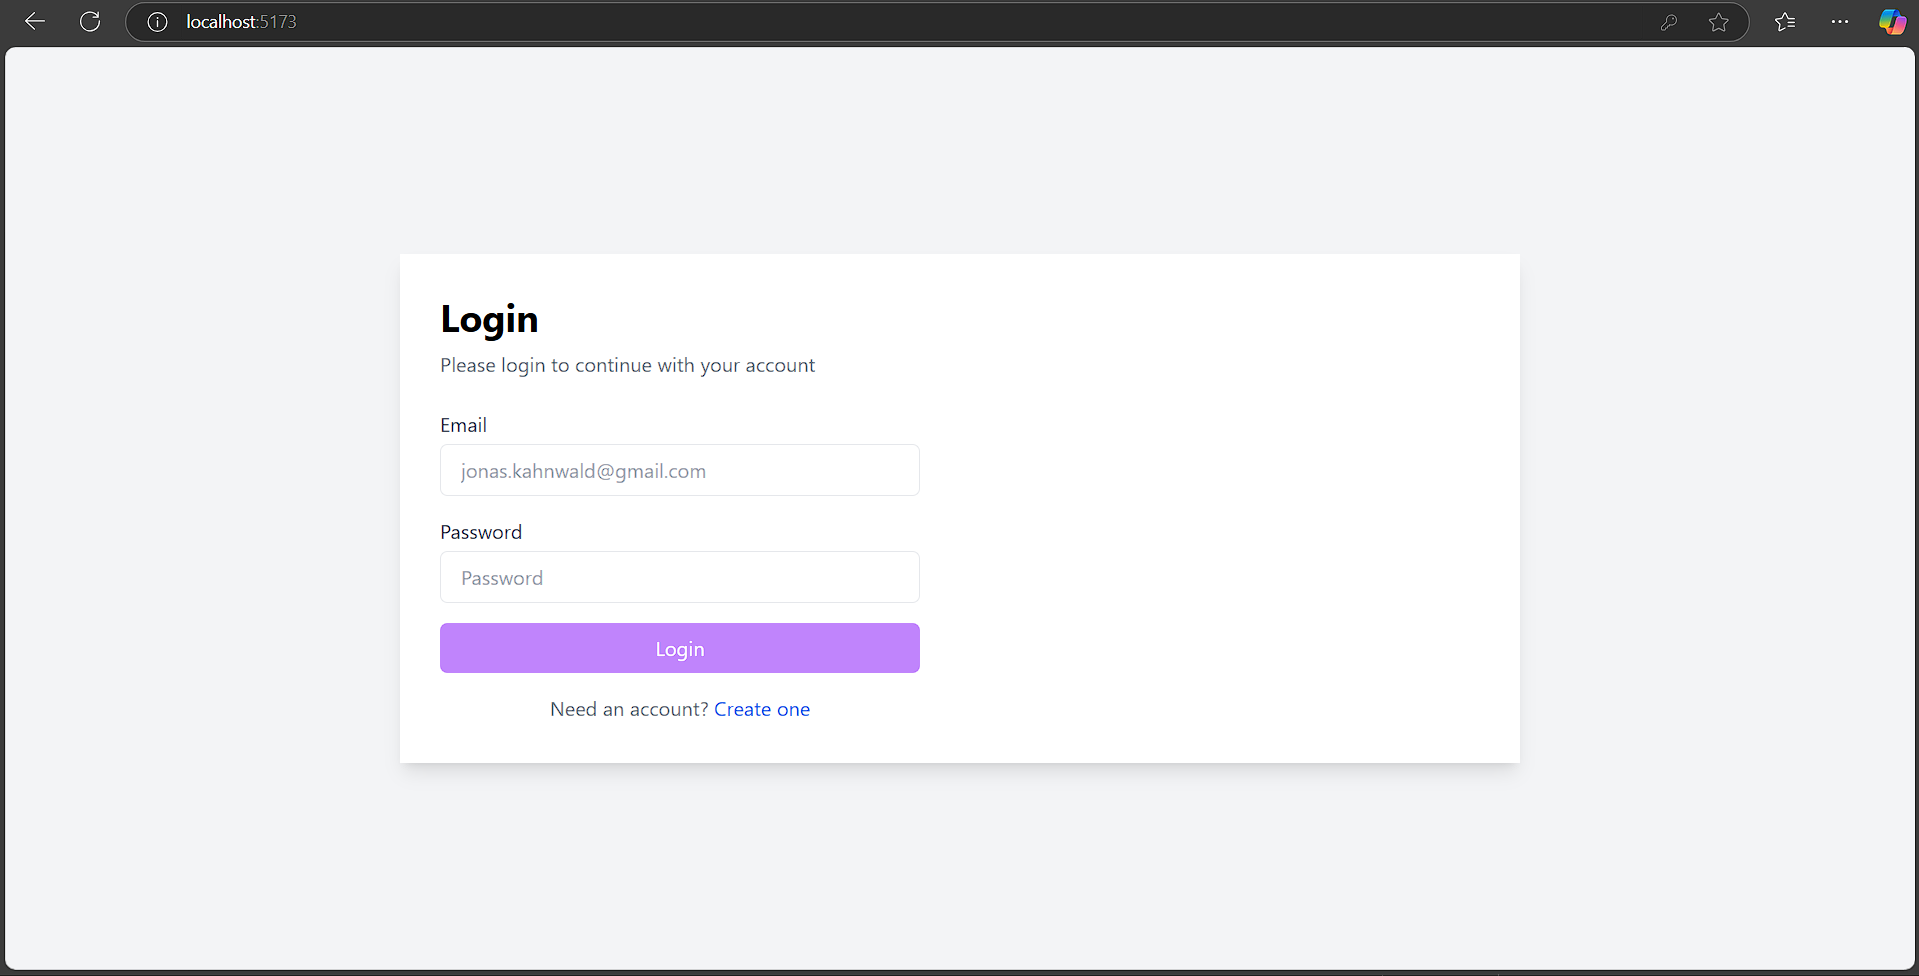 localhost:5173
Login
Please login to continue with your account
Email
jonas.kahnwald@gmail.com
Password
Password
Login
Need an account? Create one